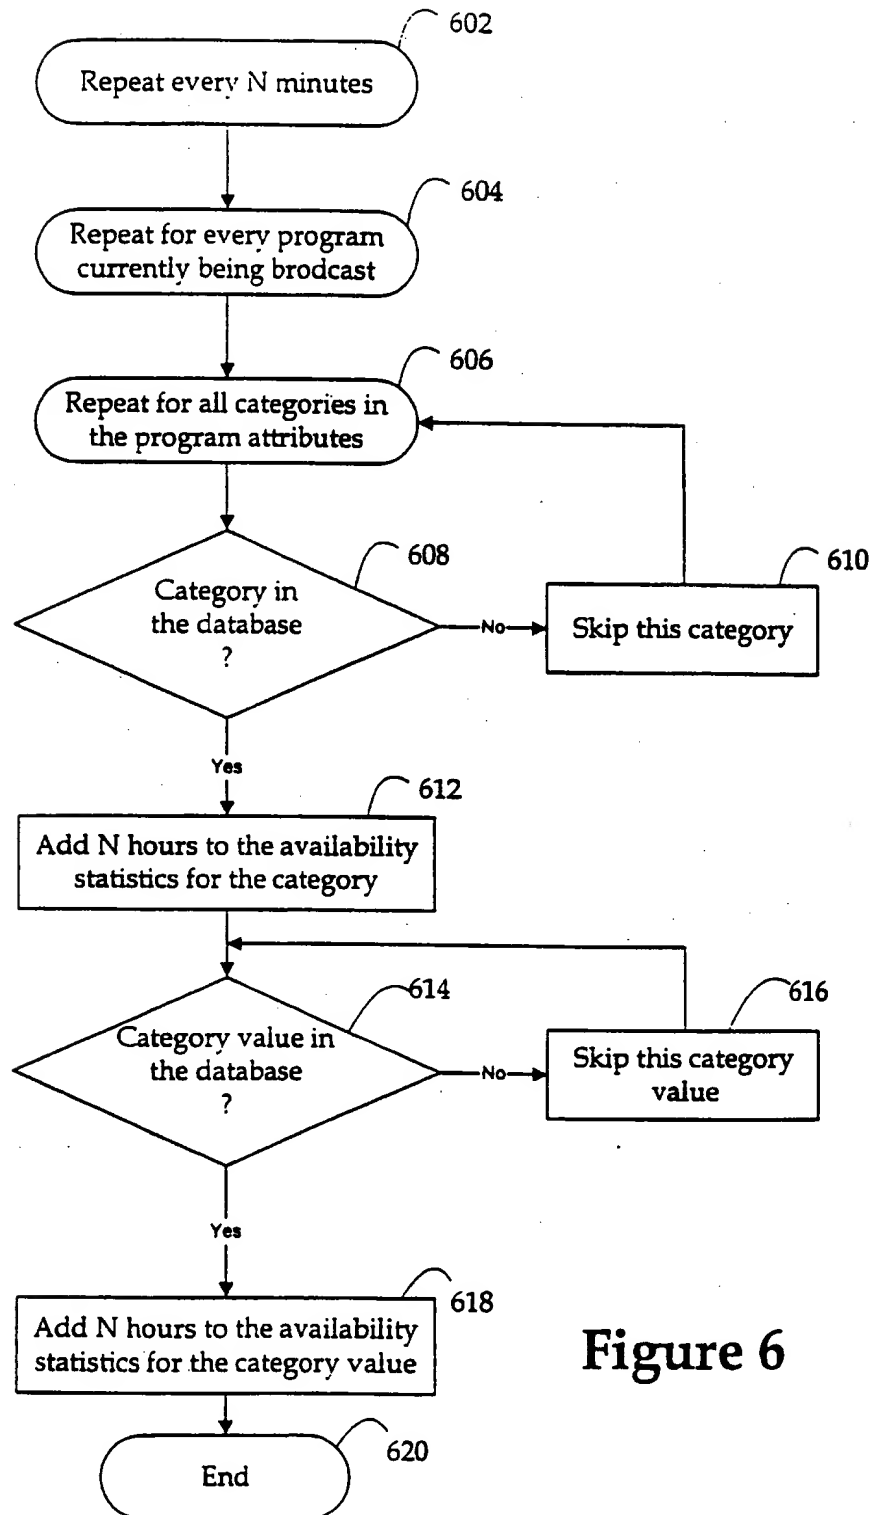 602
Repeat every N minutes
604
Repeat for every program
currently being brodcast
606
Repeat for all categories in
the program attributes
608
Category in
the database
?
No
610
Skip this category
Yes
612
Add N hours to the availability
statistics for the category
614
Category value in
the database
?
No
616
Skip this category
value
Yes
618
Add N hours to the availability
statistics for the category value
620
End
Figure 6